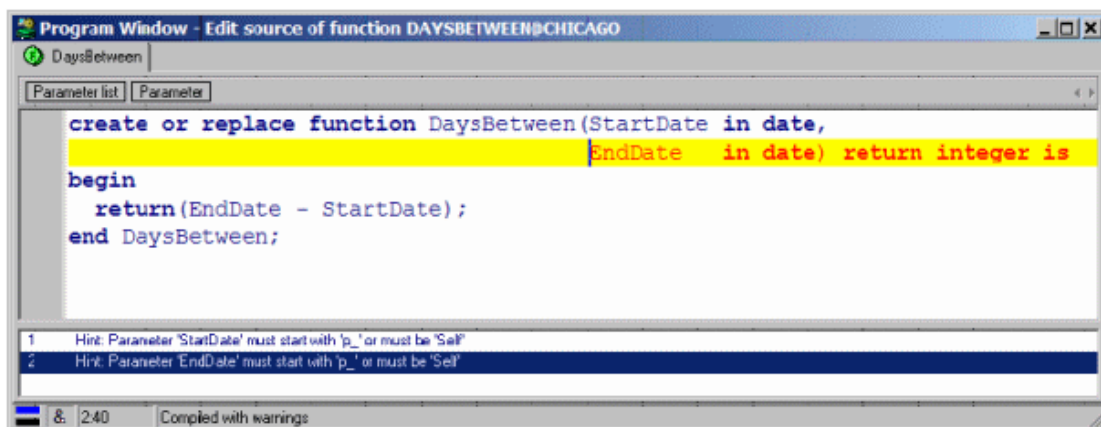 Program Window - Edit source of function DAYSBETWEEN@CHICAGO
DaysBetween
Parameter list Parameter
create or replace function DaysBetween(StartDate in date,
EndDate in date) return integer is
begin
return(EndDate - StartDate);
end DaysBetween;
1 Hint: Parameter 'StartDate' must start with 'p_' or must be 'Self'
2 Hint: Parameter 'EndDate' must start with 'p_' or must be 'Self'
& 2:40 Compiled with warnings